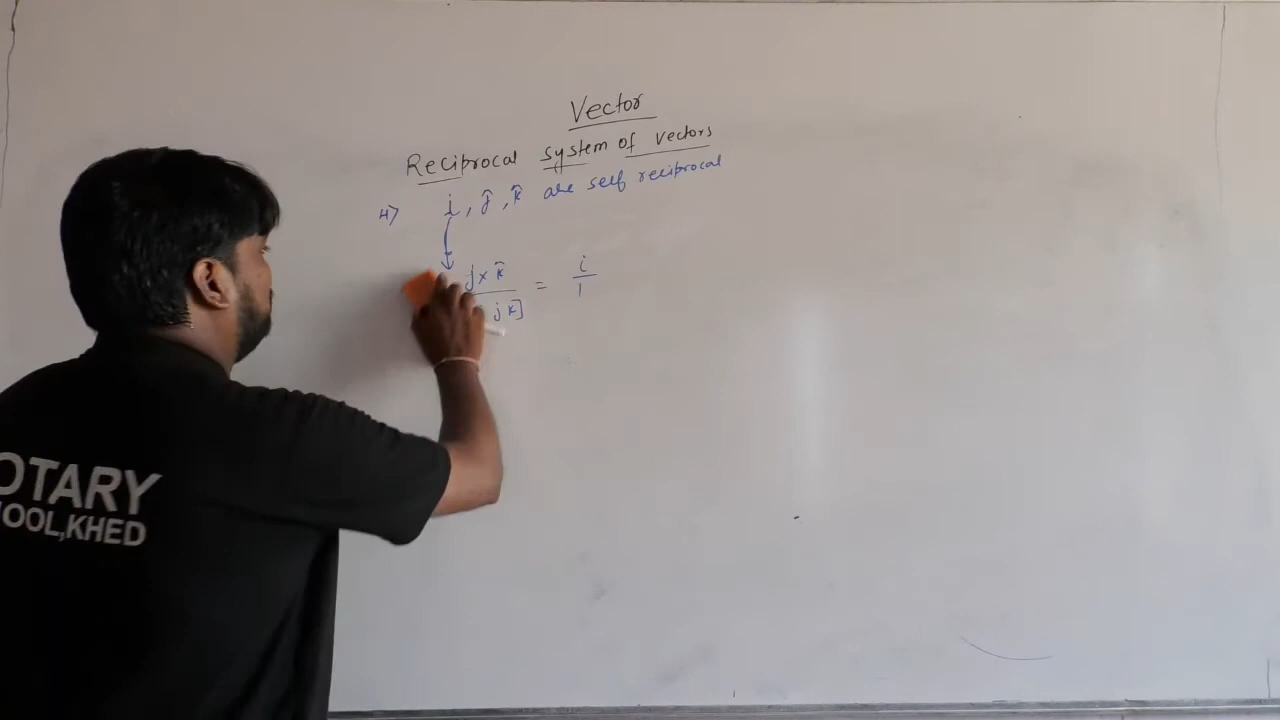 Vector
Reciprocal system of vectors
4) i, ĵ, k̂ are self reciprocal
j× k̂ = i
j k] 1
OTARY
OOL,KHED